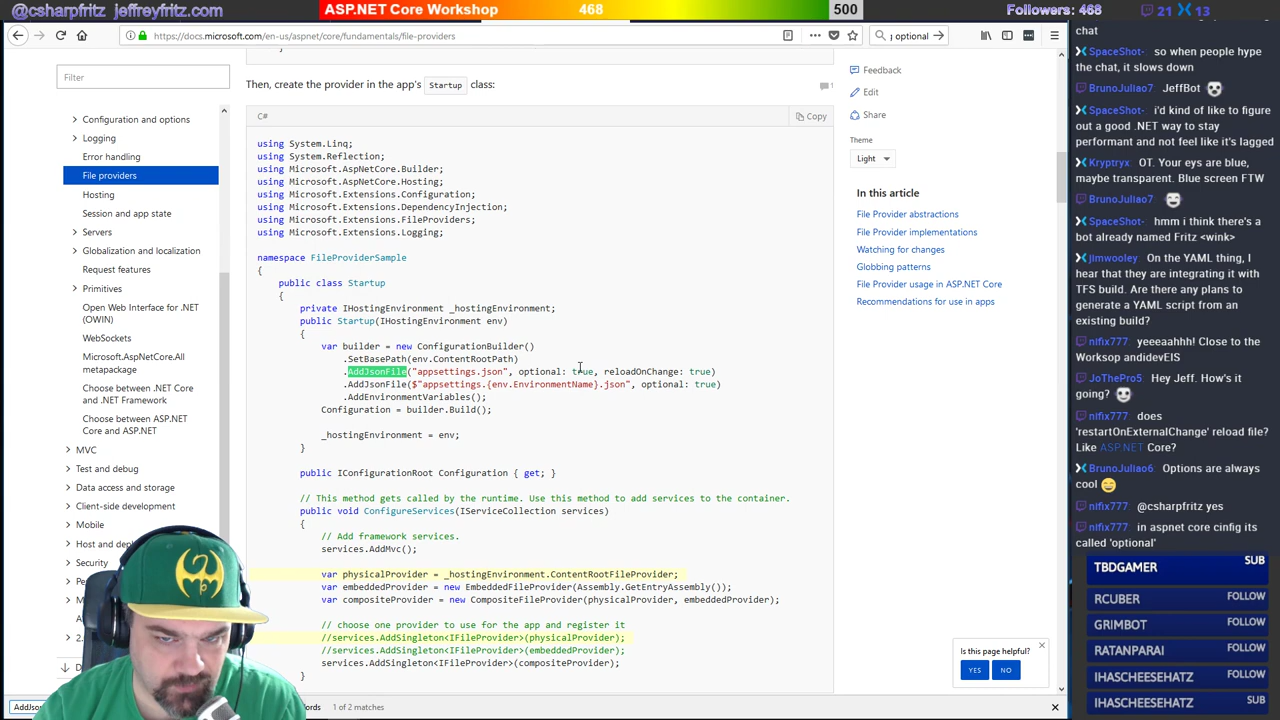 @csharpfritz jeffreyfritz.com
ASP.NET Core Workshop
468
500
Followers: 468
21
13
https://docs.microsoft.com/en-us/aspnet/core/fundamentals/file-providers
optional
Filter
Configuration and options
Logging
Error handling
File providers
Hosting
Session and app state
Servers
Globalization and localization
Request features
Primitives
Open Web Interface for .NET
(OWIN)
WebSockets
Microsoft.AspNetCore.All
metapackage
Choose between .NET Core
and .NET Framework
Choose between ASP.NET
Core and ASP.NET
MVC
Test and debug
Data access and storage
Client-side development
Mobile
Host and dep
Security
Pe
M
2.
Then, create the provider in the app's Startup class:
1
C#
Copy
using System.Linq;
using System.Reflection;
using Microsoft.AspNetCore.Builder;
using Microsoft.AspNetCore.Hosting;
using Microsoft.Extensions.Configuration;
using Microsoft.Extensions.DependencyInjection;
using Microsoft.Extensions.FileProviders;
using Microsoft.Extensions.Logging;
namespace FileProviderSample
{
public class Startup
{
private IHostingEnvironment _hostingEnvironment;
public Startup(IHostingEnvironment env)
{
var builder = new ConfigurationBuilder()
.SetBasePath(env.ContentRootPath)
.AddJsonFile("appsettings.json", optional: true, reloadOnChange: true)
.AddJsonFile($"appsettings.{env.EnvironmentName}.json", optional: true)
.AddEnvironmentVariables();
Configuration = builder.Build();
_hostingEnvironment = env;
}
public IConfigurationRoot Configuration { get; }
// This method gets called by the runtime. Use this method to add services to the container.
public void ConfigureServices(IServiceCollection services)
{
// Add framework services.
services.AddMvc();
var physicalProvider = _hostingEnvironment.ContentRootFileProvider;
var embeddedProvider = new EmbeddedFileProvider(Assembly.GetEntryAssembly());
var compositeProvider = new CompositeFileProvider(physicalProvider, embeddedProvider);
// choose one provider to use for the app and register it
//services.AddSingleton<IFileProvider>(physicalProvider);
//services.AddSingleton<IFileProvider>(embeddedProvider);
services.AddSingleton<IFileProvider>(compositeProvider);
}
Feedback
Edit
Share
Theme
Light
In this article
File Provider abstractions
File Provider implementations
Watching for changes
Globbing patterns
File Provider usage in ASP.NET Core
Recommendations for use in apps
Is this page helpful?
YES
NO
AddJson
1 of 2 matches
chat
SpaceShot- so when people hype
the chat, it slows down
BrunoJuliao7 JeffBot
SpaceShot- i'd kind of like to figure
out a good .NET way to stay
performant and not feel like it's lagged
Kryptryx OT. Your eyes are blue,
maybe transparent. Blue screen FTW
BrunoJuliao7
SpaceShot- hmm i think there's a
bot already named Fritz <wink>
jimwooley On the YAML thing, I
hear that they are integrating it with
TFS build. Are there any plans to
generate a YAML script from an
existing build?
yeeeeaahhhh Close to the
Worksop andidevEIS
JoThePro5 Hey Jeff. How's it
going?
nifix777 does
'restartOnExternalChange' reload file?
Like ASP.NET Core?
BrunoJuliao6 Options are always
cool
nifix777 @csharpfritz yes
nifix777 in aspnet core cinfig its
called 'optional'
TBDGAMER SUB
RCUBER FOLLOW
GRIMBOT FOLLOW
RATANPARAI FOLLOW
IHASCHEESEHATZ FOLLOW
IHASCHEESEHATZ SUB